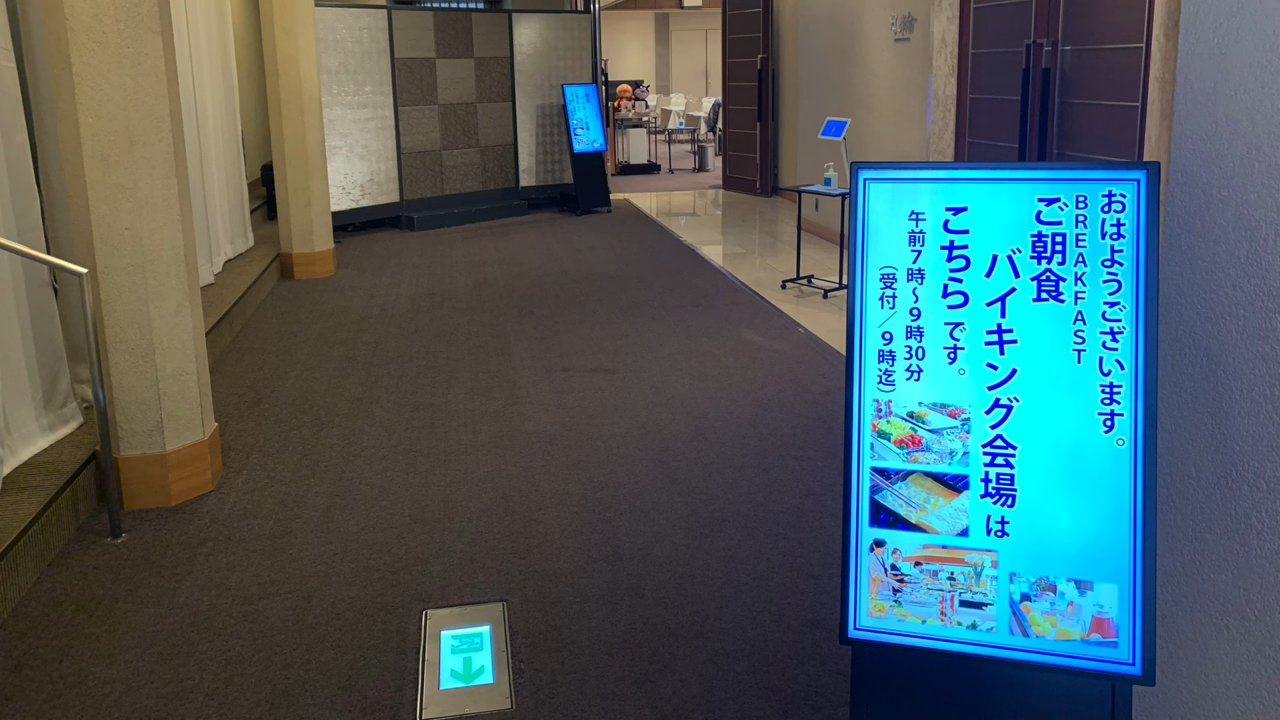 おはようございます。
BREAKFAST
ご朝食
バイキング会場は
こちらです。
午前7時～9時30分
(受付／9時迄)